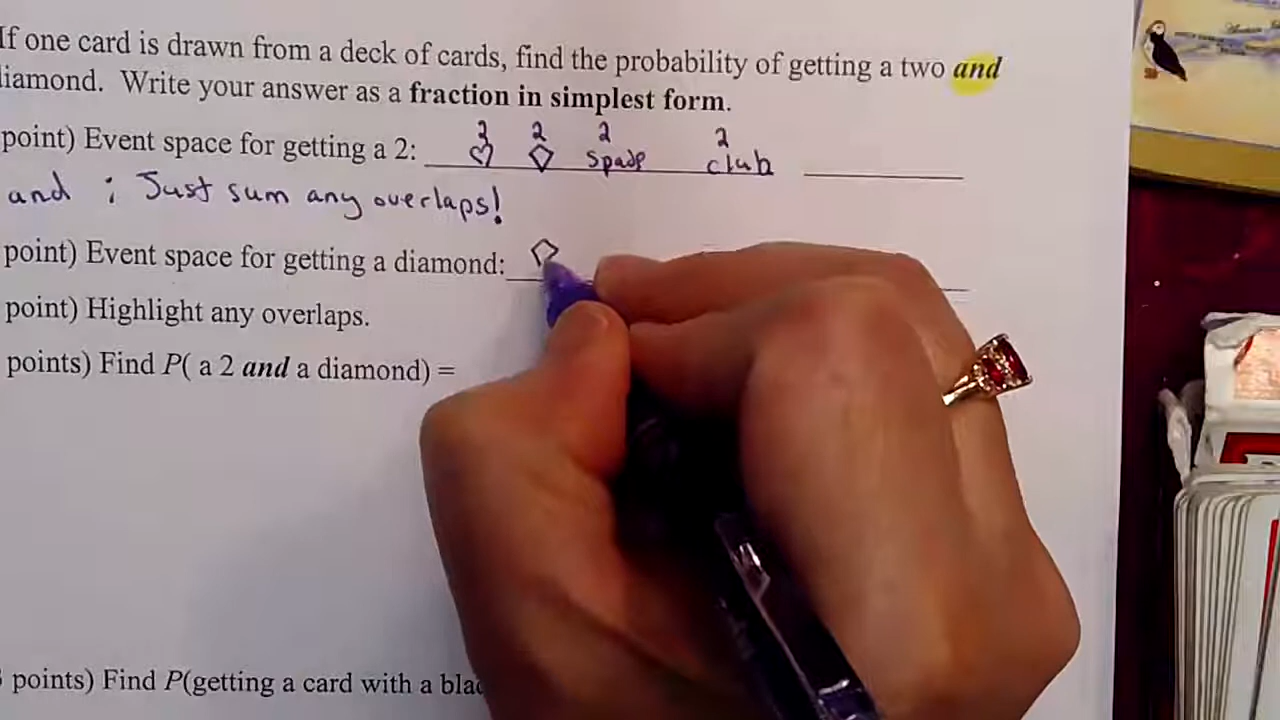 If one card is drawn from a deck of cards, find the probability of getting a two and
diamond. Write your answer as a fraction in simplest form.
point) Event space for getting a 2: 2 2 2 2
♡ ◇ spade club
and ; Just sum any overlaps!
point) Event space for getting a diamond: ◇
point) Highlight any overlaps.
points) Find P( a 2 and a diamond) =
points) Find P(getting a card with a